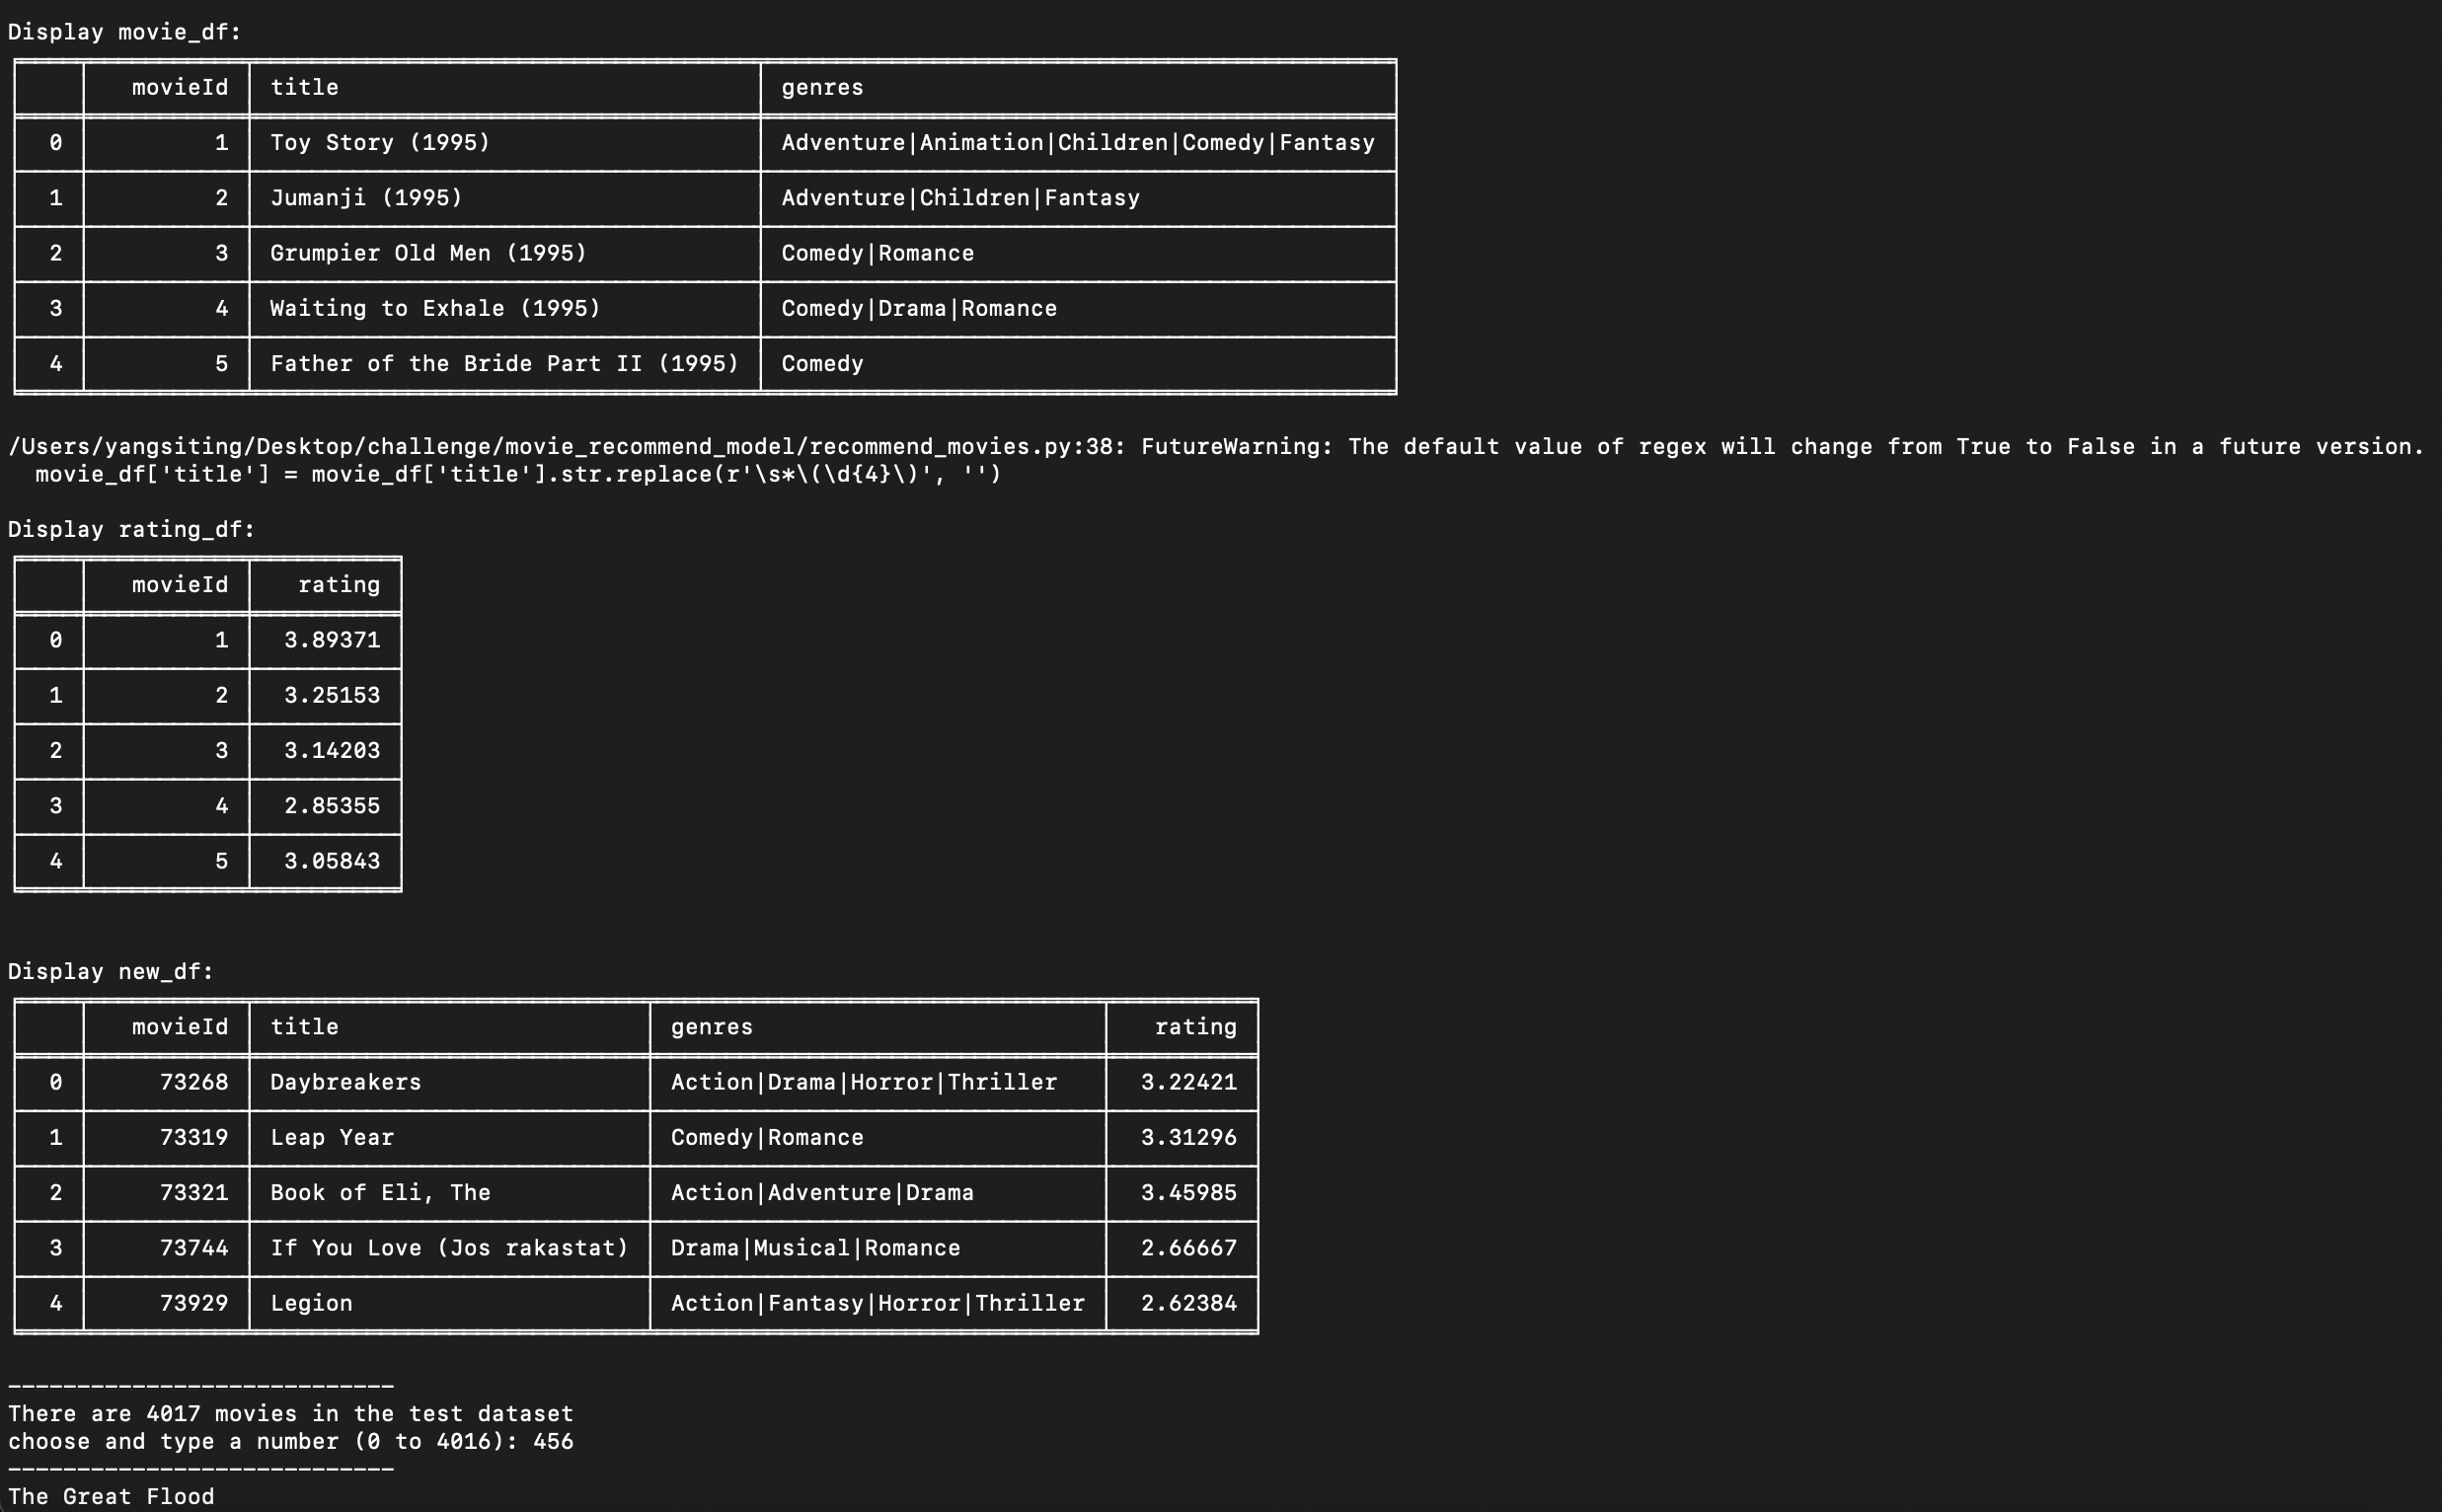 Display movie_df:
movieId title genres
0 1 Toy Story (1995) Adventure|Animation|Children|Comedy|Fantasy
1 2 Jumanji (1995) Adventure|Children|Fantasy
2 3 Grumpier Old Men (1995) Comedy|Romance
3 4 Waiting to Exhale (1995) Comedy|Drama|Romance
4 5 Father of the Bride Part II (1995) Comedy
/Users/yangsiting/Desktop/challenge/movie_recommend_model/recommend_movies.py:38: FutureWarning: The default value of regex will change from True to False in a future version.
movie_df['title'] = movie_df['title'].str.replace(r'\s*\(\d{4}\)', '')
Display rating_df:
movieId rating
0 1 3.89371
1 2 3.25153
2 3 3.14203
3 4 2.85355
4 5 3.05843
Display new_df:
movieId title genres rating
0 73268 Daybreakers Action|Drama|Horror|Thriller 3.22421
1 73319 Leap Year Comedy|Romance 3.31296
2 73321 Book of Eli, The Action|Adventure|Drama 3.45985
3 73744 If You Love (Jos rakastat) Drama|Musical|Romance 2.66667
4 73929 Legion Action|Fantasy|Horror|Thriller 2.62384
----------------------------
There are 4017 movies in the test dataset
choose and type a number (0 to 4016): 456
----------------------------
The Great Flood